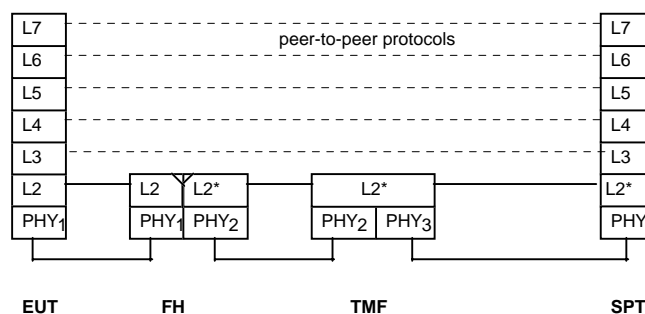 L7 L7
peer-to-peer protocols
L6 L6
L5 L5
L4 L4
L3 L3
L2 L2 L2* L2* L2*
PHY1 PHY1 PHY2 PHY2 PHY3 PHY
EUT FH TMF SPT